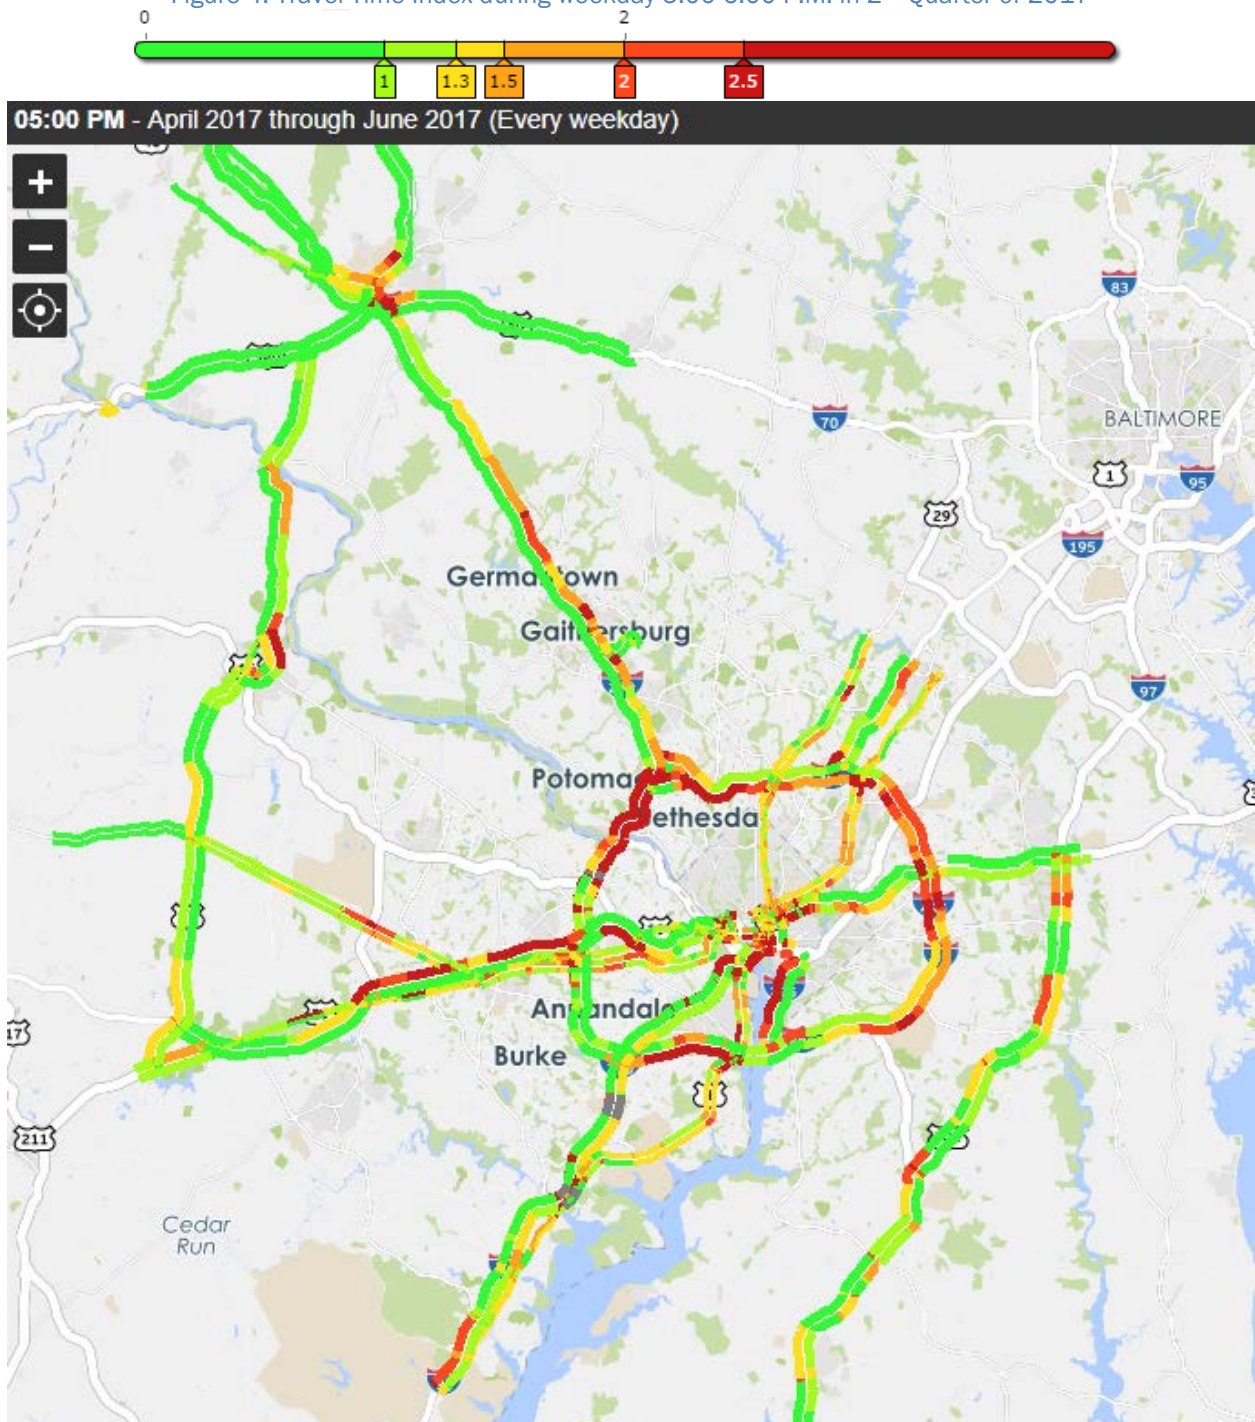 0 2
1 1.3 1.5 2 2.5
05:00 PM - April 2017 through June 2017 (Every weekday)
+
−
83
70
BALTIMORE
1
95
29
195
Germantown
Gaithersburg
97
Potomac
Bethesda
Annandale
17
Burke
1
211
Cedar
Run